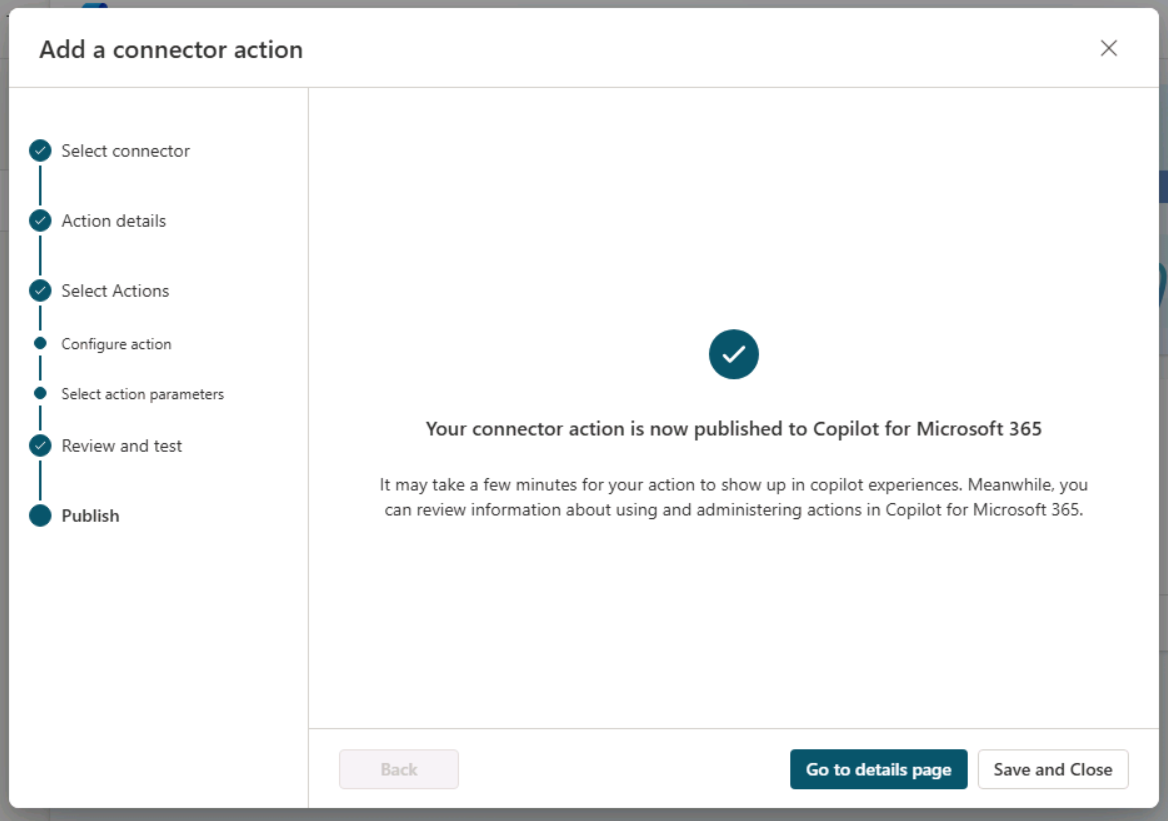 Add a connector action
Select connector
Action details
Select Actions
Configure action
Select action parameters
Review and test
Publish
Your connector action is now published to Copilot for Microsoft 365
It may take a few minutes for your action to show up in copilot experiences. Meanwhile, you
can review information about using and administering actions in Copilot for Microsoft 365.
Back
Go to details page
Save and Close